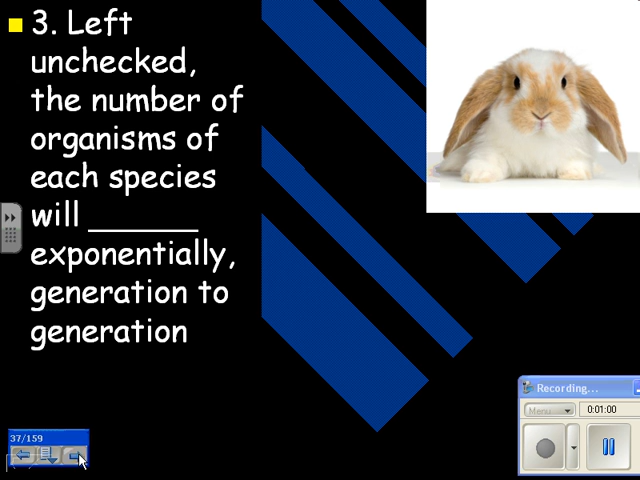 3. Left
unchecked,
the number of
organisms of
each species
will ______
exponentially,
generation to
generation
37/159
Recording...
Menu
0:01:00